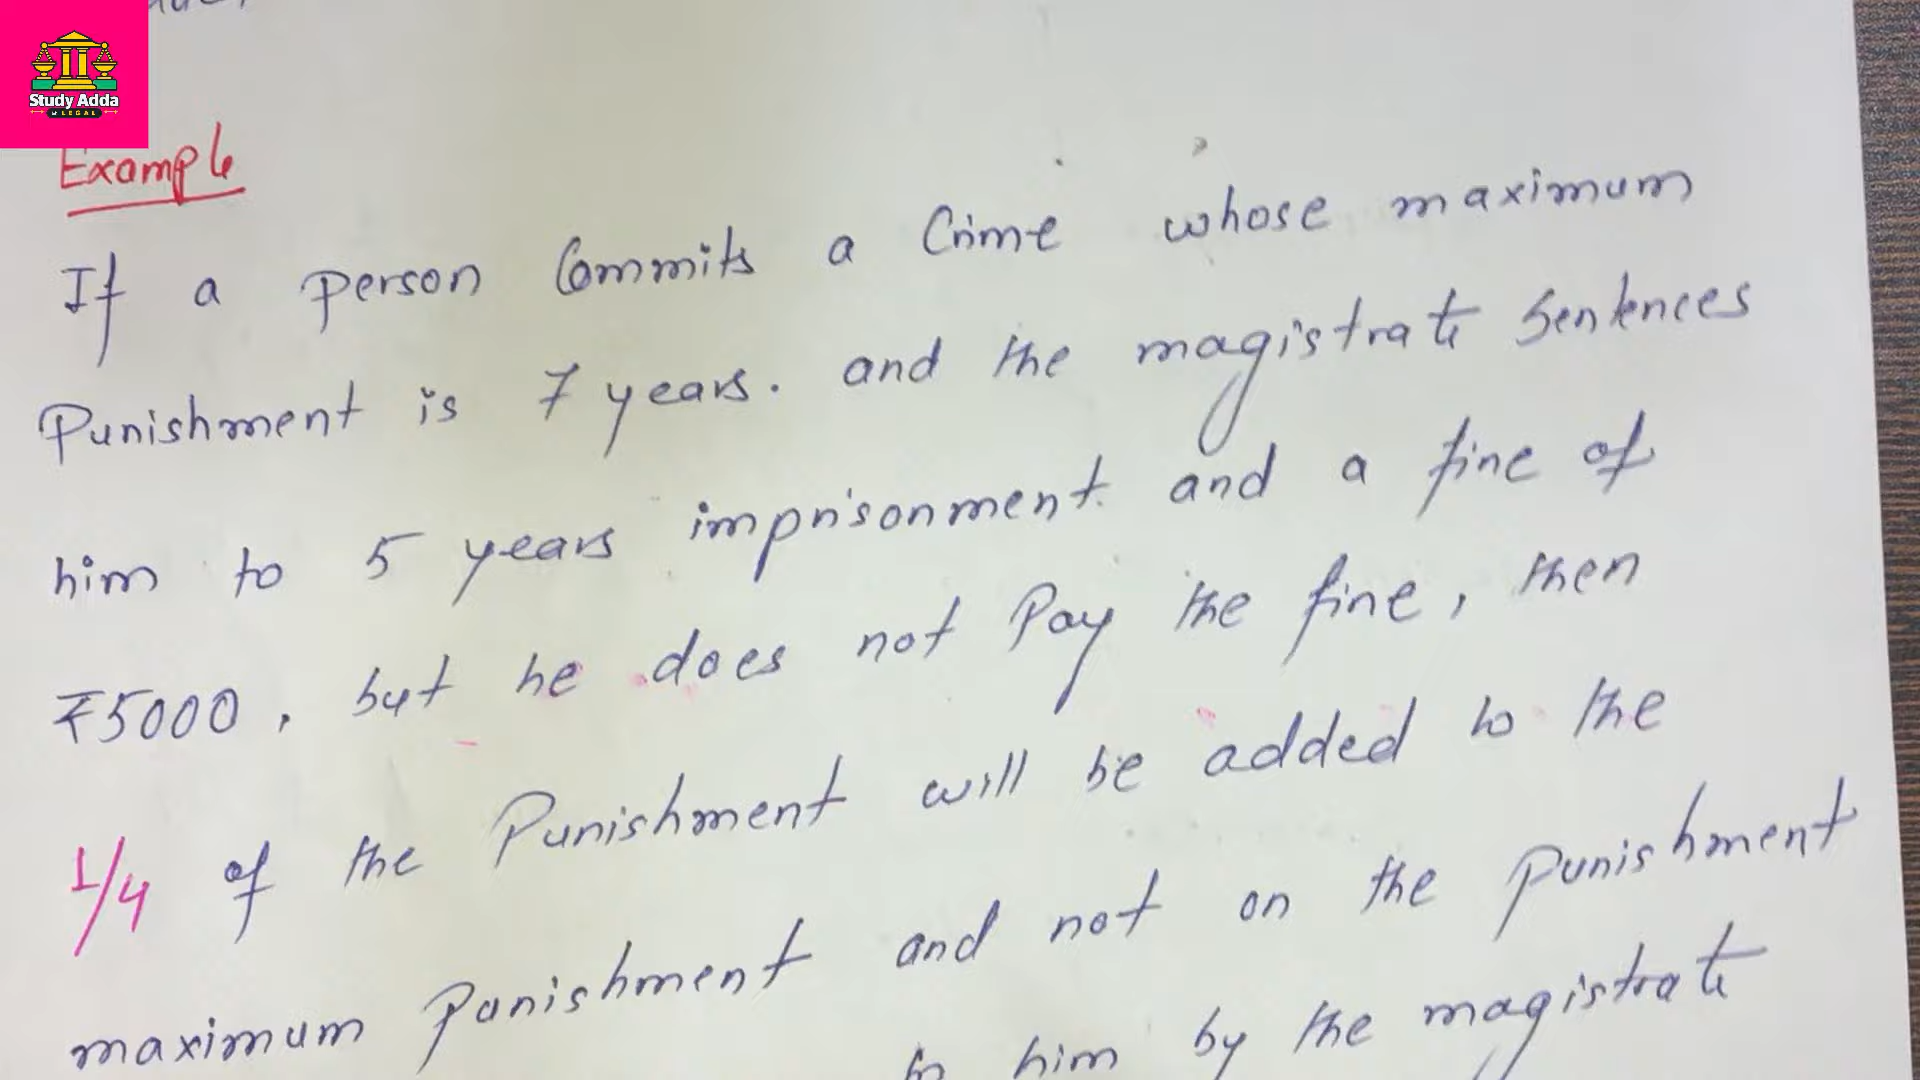 Study Adda
LEGAL
Example
If a person Commits a Crime whose maximum
Punishment is 7 years. and the magistrate Sentences
him to 5 years imprisonment. and a fine of
₹5000, but he does not Pay the fine, then
1/4 of the Punishment will be added to the
maximum Punishment and not on the punishment
to him by the magistrate